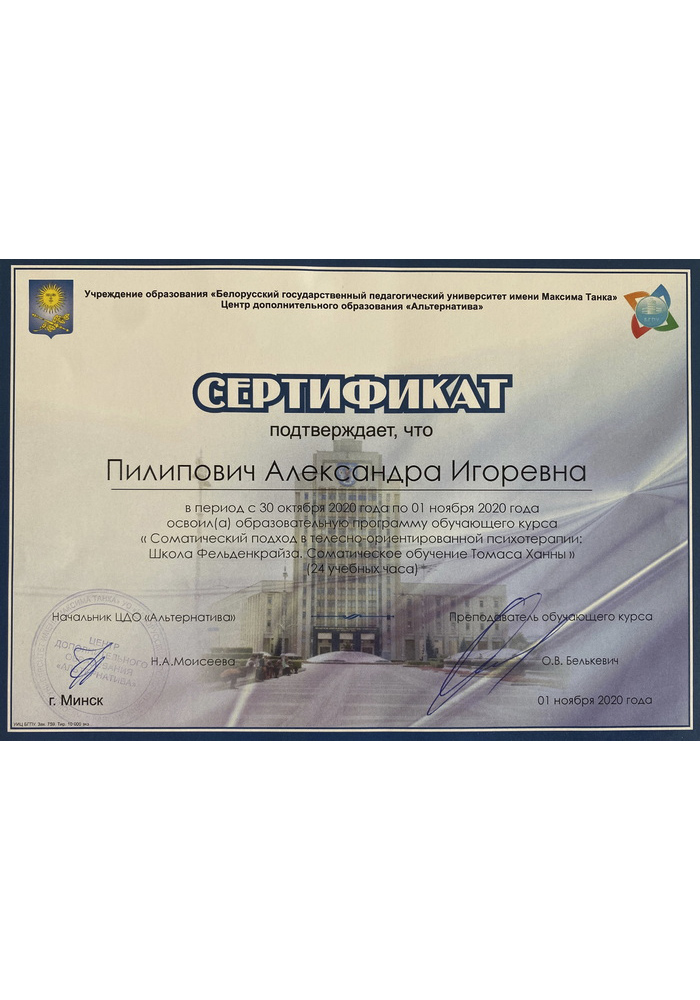 Учреждение образования «Белорусский государственный педагогический университет имени Максима Танка»
Центр дополнительного образования «Альтернатива»
СЕРТИФИКАТ
подтверждает, что
Пилипович Александра Игоревна
в период с 30 октября 2020 года по 01 ноября 2020 года
освоил(а) образовательную программу обучающего курса
« Соматический подход в телесно-ориентированной психотерапии:
Школа Фельденкрайза. Соматическое обучение Томаса Ханны »
(24 учебных часа)
Начальник ЦДО «Альтернатива»
Преподаватель обучающего курса
ЦЕНТР
ДОПОЛНИТЕЛЬНОГО
ОБРАЗОВАНИЯ
«АЛЬТЕРНАТИВА»
Н.А.Моисеева
О.В. Белькевич
г. Минск
01 ноября 2020 года